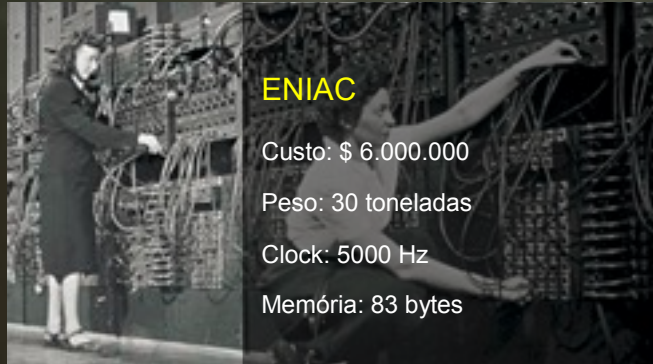 ENIAC
Custo: $ 6.000.000
Peso: 30 toneladas
Clock: 5000 Hz
Memória: 83 bytes